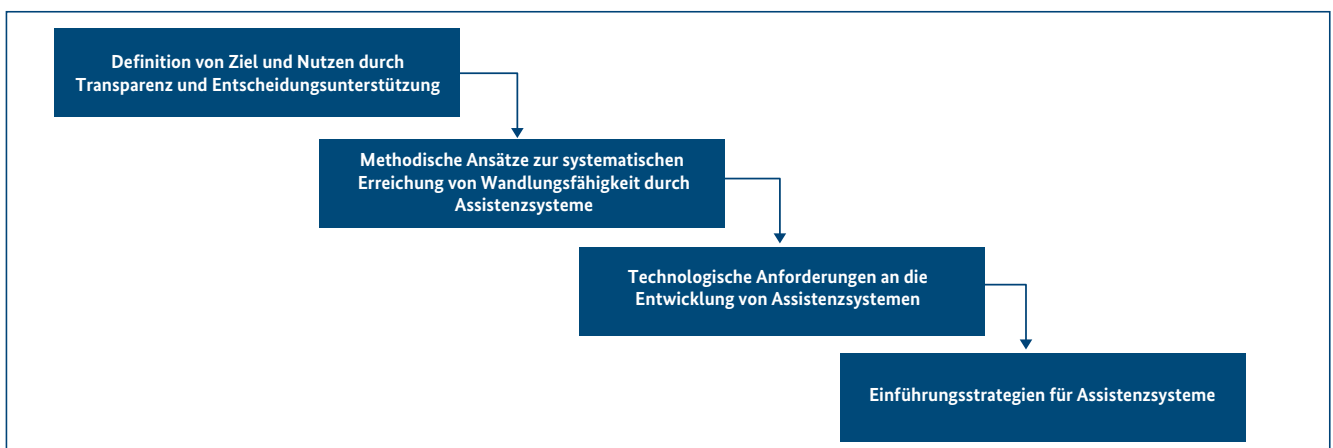 Definition von Ziel und Nutzen durch
Transparenz und Entscheidungsunterstützung
Methodische Ansätze zur systematischen
Erreichung von Wandlungsfähigkeit durch
Assistenzsysteme
Technologische Anforderungen an die
Entwicklung von Assistenzsystemen
Einführungsstrategien für Assistenzsysteme